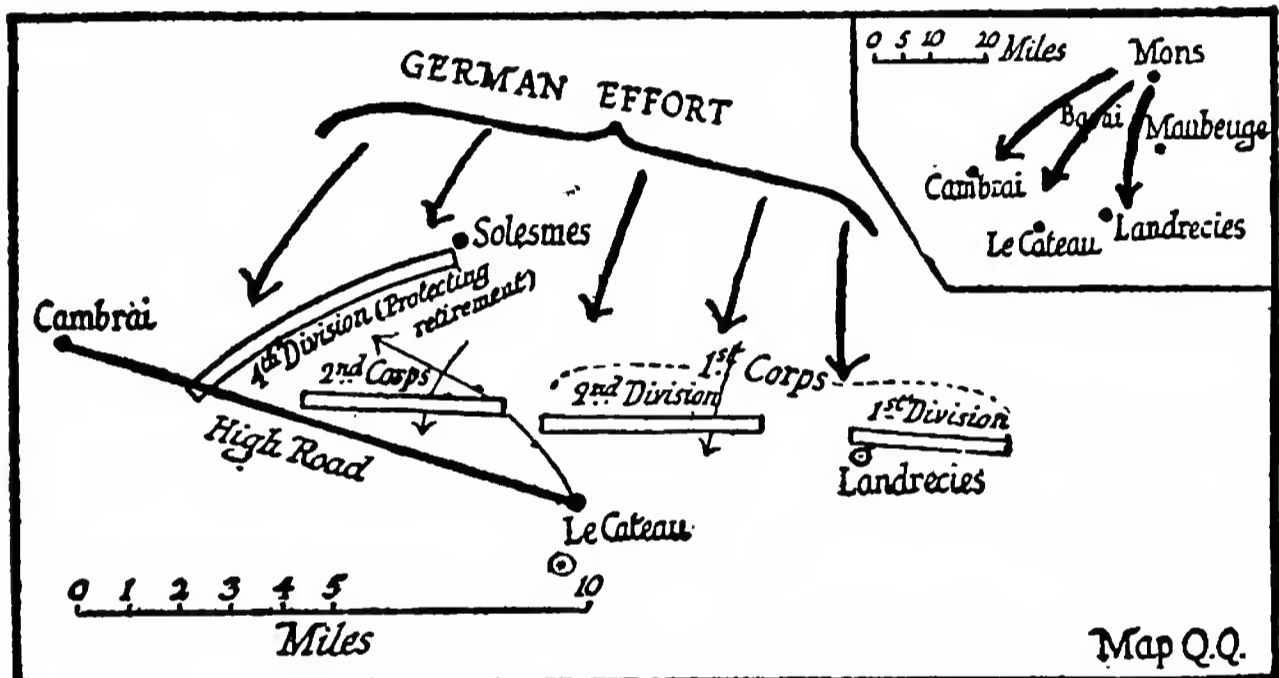 GERMAN EFFORT
0 5 10 20 Miles
Mons
Maubeuge
Cambrai
Le Cateau
Landrecies
Solesmes
Cambrai
4th Division (Protecting
retirement)
2nd Corps
1st Corps
2nd Division
1st Division
High Road
Landrecies
Le Cateau
0 1 2 3 4 5 10
Miles
Map Q.Q.